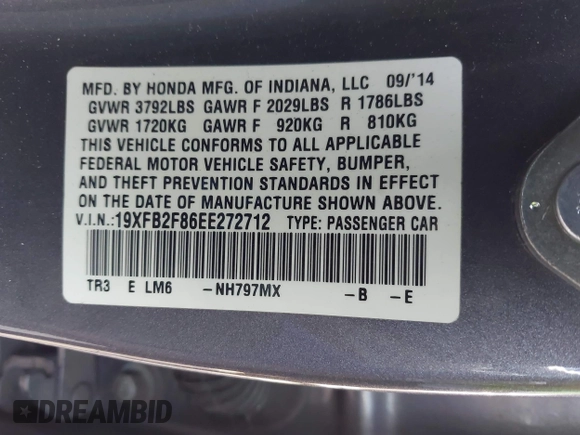 MFD. BY HONDA MFG. OF INDIANA, LLC 09/'14
GVWR 3792LBS GAWR F 2029LBS R 1786LBS
GVWR 1720KG GAWR F 920KG R 810KG
THIS VEHICLE CONFORMS TO ALL APPLICABLE
FEDERAL MOTOR VEHICLE SAFETY, BUMPER,
AND THEFT PREVENTION STANDARDS IN EFFECT
ON THE DATE OF MANUFACTURE SHOWN ABOVE.
V.I.N.:19XFB2F86EE272712 TYPE: PASSENGER CAR
TR3 E LM6 -NH797MX -B -E
DREAMBID